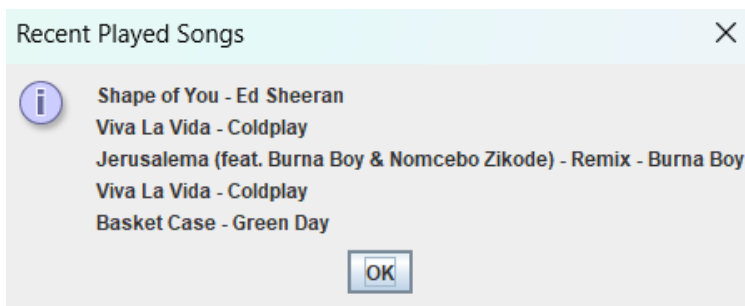 Recent Played Songs
Shape of You - Ed Sheeran
Viva La Vida - Coldplay
Jerusalema (feat. Burna Boy & Nomcebo Zikode) - Remix - Burna Boy
Viva La Vida - Coldplay
Basket Case - Green Day
OK